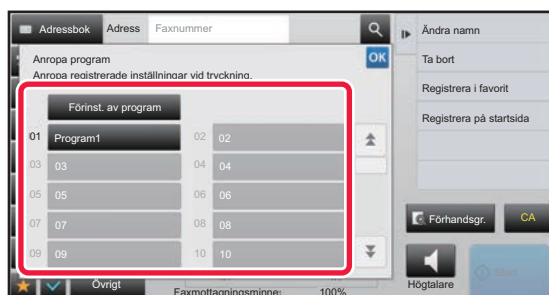 Adressbok Adress Faxnummer
Ändra namn
Anropa program
OK
Ta bort
Anropa registrerade inställningar vid tryckning.
Registrera i favorit
Förinst. av program
Registrera på startsida
01 Program1 02 02
03 03 04 04
05 05 06 06
07 07 08 08
Förhandsgr. CA
09 09 10 10
Övrigt
Högtalare
Start
Faxmottagningsminne: 100%